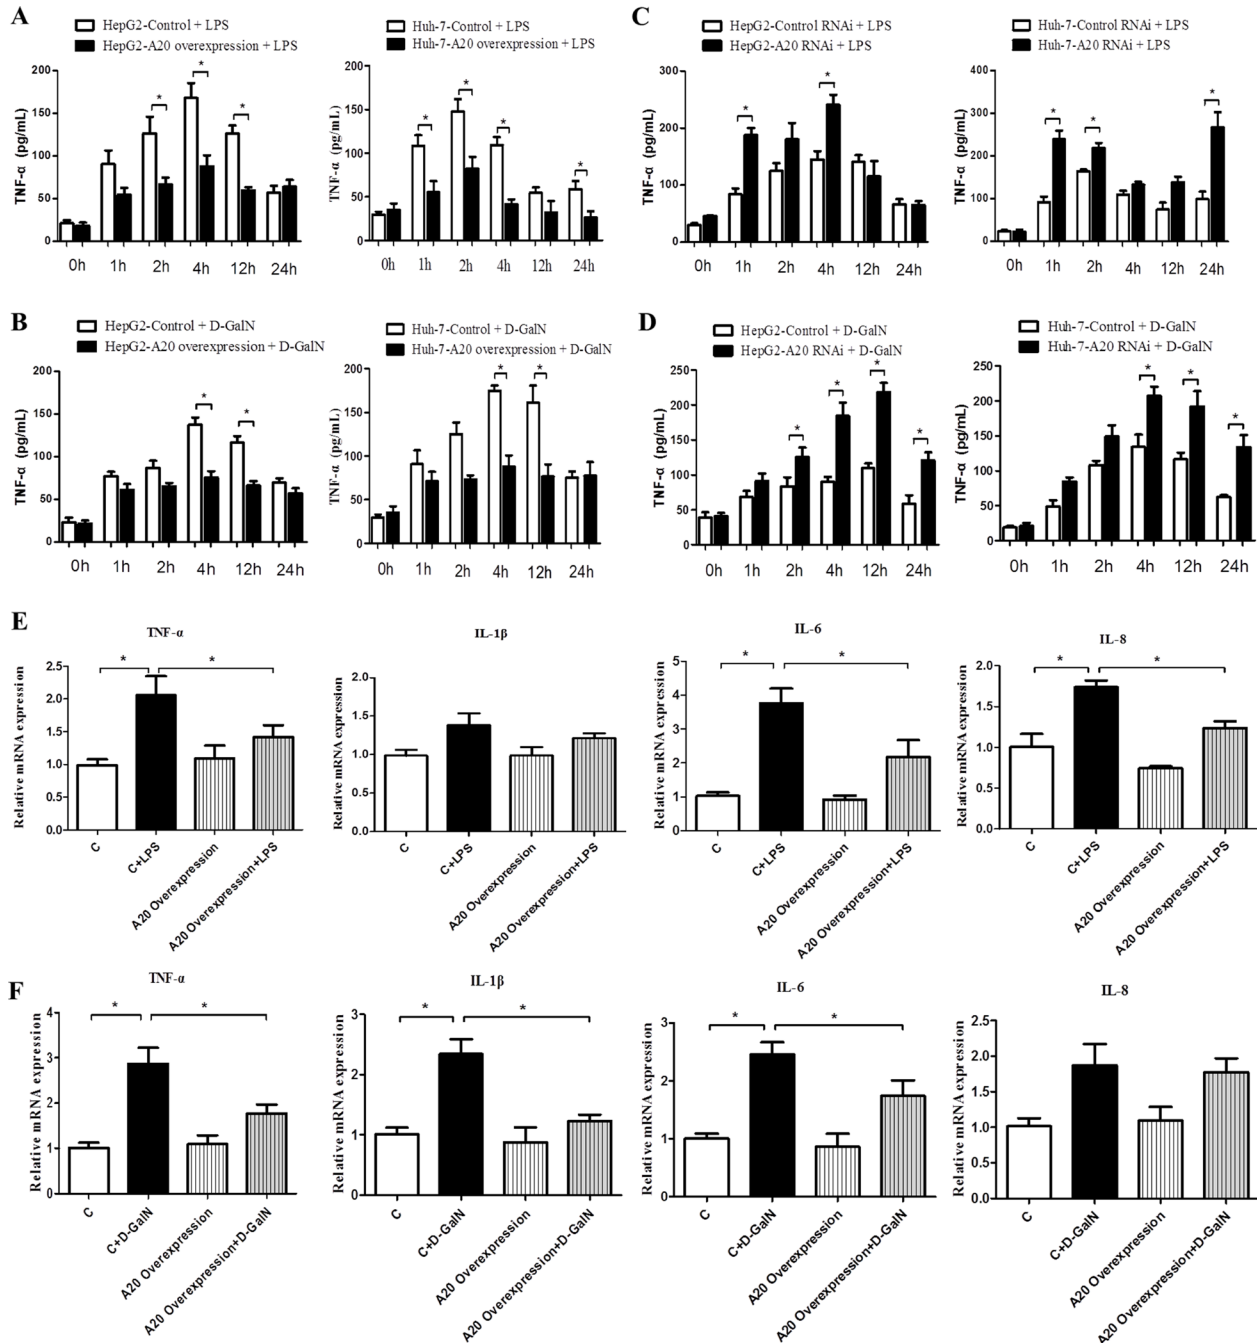 A
HepG2-Control + LPS
HepG2-A20 overexpression + LPS
TNF-α (pg/mL)
200
150
100
50
0
0h 1h 2h 4h 12h 24h
* * *
Huh-7-Control + LPS
Huh-7-A20 overexpression + LPS
TNF-α (pg/mL)
200
150
100
50
0
0h 1h 2h 4h 12h 24h
* * * *
C
HepG2-Control RNAi + LPS
HepG2-A20 RNAi + LPS
TNF-α (pg/mL)
300
200
100
0
0h 1h 2h 4h 12h 24h
* *
Huh-7-Control RNAi + LPS
Huh-7-A20 RNAi + LPS
TNF-α (pg/mL)
400
300
200
100
0
0h 1h 2h 4h 12h 24h
* * *
B
HepG2-Control + D-GalN
HepG2-A20 overexpression + D-GalN
TNF-α (pg/mL)
200
150
100
50
0
0h 1h 2h 4h 12h 24h
* *
Huh-7-Control + D-GalN
Huh-7-A20 overexpression + D-GalN
TNF-α (pg/mL)
200
150
100
50
0
0h 1h 2h 4h 12h 24h
* *
D
HepG2-Control + D-GalN
HepG2-A20 RNAi + D-GalN
TNF-α (pg/mL)
250
200
150
100
50
0
0h 1h 2h 4h 12h 24h
* * * *
Huh-7-Control + D-GalN
Huh-7-A20 RNAi + D-GalN
TNF-α (pg/mL)
250
200
150
100
50
0
0h 1h 2h 4h 12h 24h
* * *
E
TNF-α
Relative mRNA expression
2.5
2.0
1.5
1.0
0.5
0.0
* *
C
C+LPS
A20 Overexpression
A20 Overexpression+LPS
IL-1β
Relative mRNA expression
2.0
1.5
1.0
0.5
0.0
C
C+LPS
A20 Overexpression
A20 Overexpression+LPS
IL-6
Relative mRNA expression
5
4
3
2
1
0
* *
C
C+LPS
A20 Overexpression
A20 Overexpression+LPS
IL-8
Relative mRNA expression
2.0
1.5
1.0
0.5
0.0
* *
C
C+LPS
A20 Overexpression
A20 Overexpression+LPS
F
TNF-α
Relative mRNA expression
4
3
2
1
0
* *
C
C+D-GalN
A20 Overexpression
A20 Overexpression+D-GalN
IL-1β
Relative mRNA expression
3
2
1
0
* *
C
C+D-GalN
A20 Overexpression
A20 Overexpression+D-GalN
IL-6
Relative mRNA expression
3
2
1
0
* *
C
C+D-GalN
A20 Overexpression
A20 Overexpression+D-GalN
IL-8
Relative mRNA expression
2.5
2.0
1.5
1.0
0.5
0.0
C
C+D-GalN
A20 Overexpression
A20 Overexpression+D-GalN